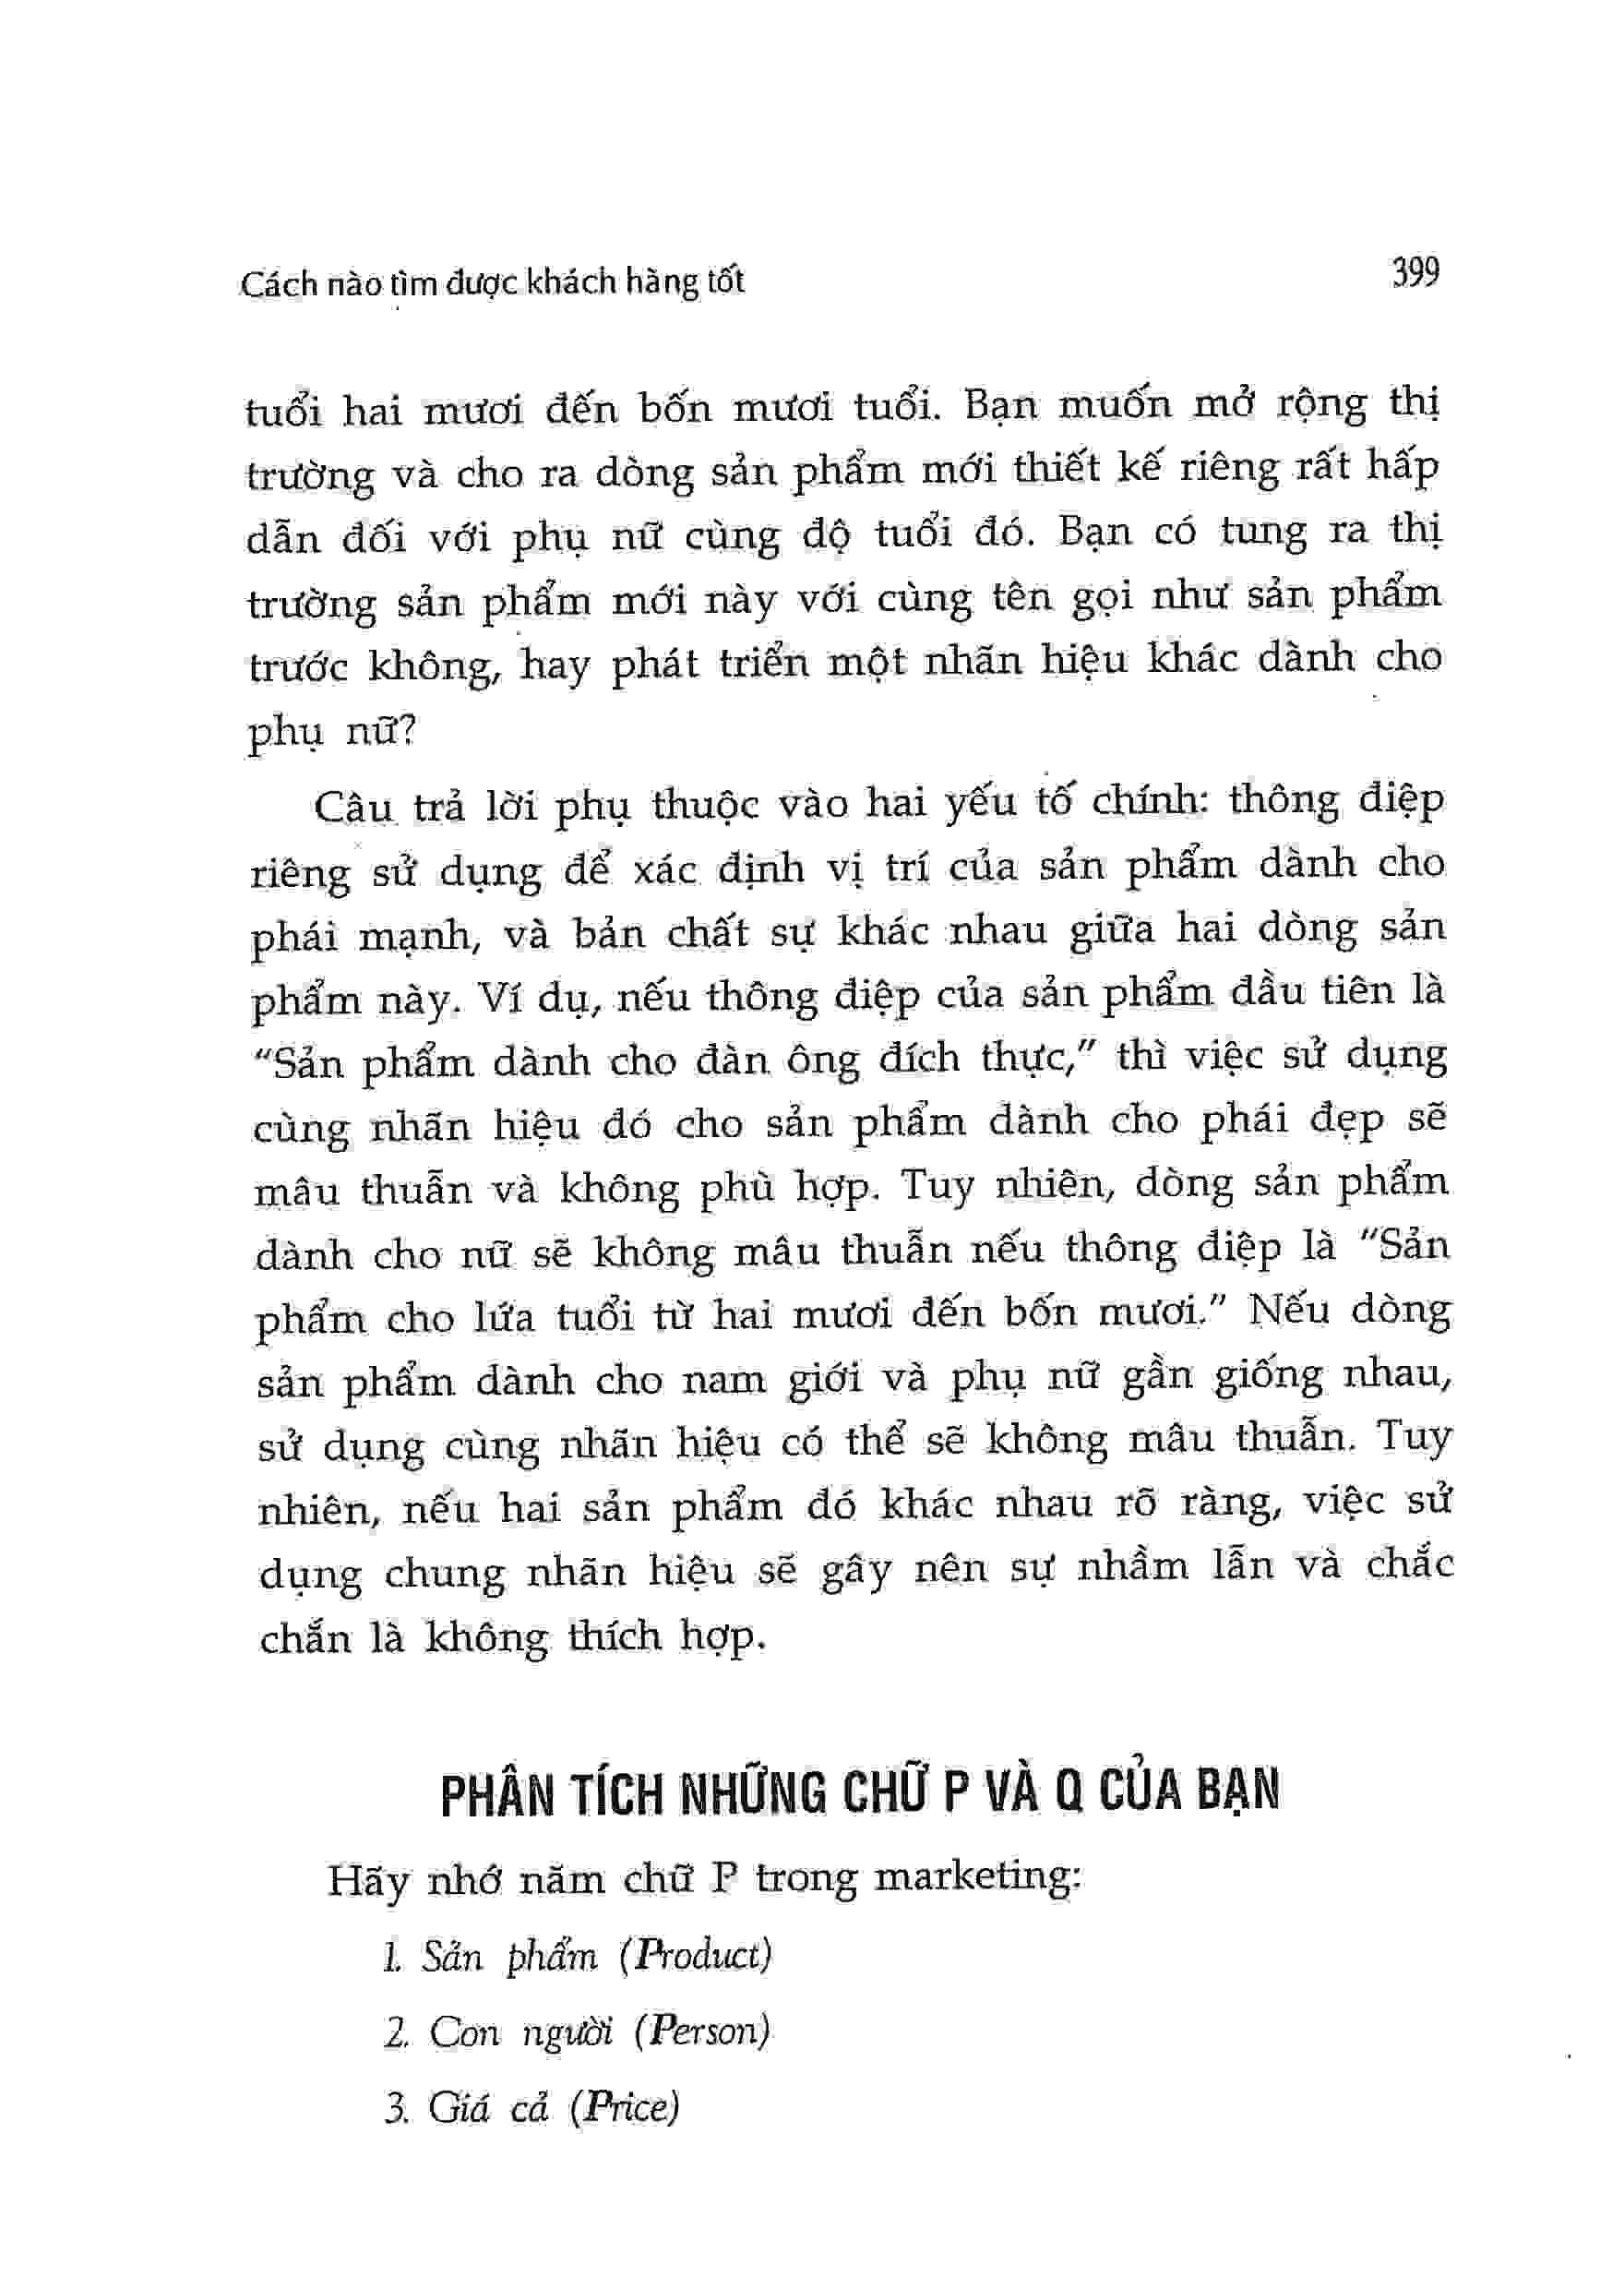 Cách nào tìm được khách hàng tốt 399
tuổi hai mươi đến bốn mươi tuổi. Bạn muốn mở rộng thị
trường và cho ra dòng sản phẩm mới thiết kế riêng rất hấp
dẫn đối với phụ nữ cùng độ tuổi đó. Bạn có tung ra thị
trường sản phẩm mới này với cùng tên gọi như sản phẩm
trước không, hay phát triển một nhãn hiệu khác dành cho
phụ nữ?
Câu trả lời phụ thuộc vào hai yếu tố chính: thông điệp
riêng sử dụng để xác định vị trí của sản phẩm dành cho
phái mạnh, và bản chất sự khác nhau giữa hai dòng sản
phẩm này. Ví dụ, nếu thông điệp của sản phẩm đầu tiên là
“Sản phẩm dành cho đàn ông đích thực,” thì việc sử dụng
cùng nhãn hiệu đó cho sản phẩm dành cho phái đẹp sẽ
mâu thuẫn và không phù hợp. Tuy nhiên, dòng sản phẩm
dành cho nữ sẽ không mâu thuẫn nếu thông điệp là “Sản
phẩm cho lứa tuổi từ hai mươi đến bốn mươi.” Nếu dòng
sản phẩm dành cho nam giới và phụ nữ gần giống nhau,
sử dụng cùng nhãn hiệu có thể sẽ không mâu thuẫn. Tuy
nhiên, nếu hai sản phẩm đó khác nhau rõ ràng, việc sử
dụng chung nhãn hiệu sẽ gây nên sự nhầm lẫn và chắc
chắn là không thích hợp.
PHÂN TÍCH NHỮNG CHỮ P VÀ Q CỦA BẠN
Hãy nhớ năm chữ P trong marketing:
1. Sản phẩm (Product)
2. Con người (Person)
3. Giá cả (Price)